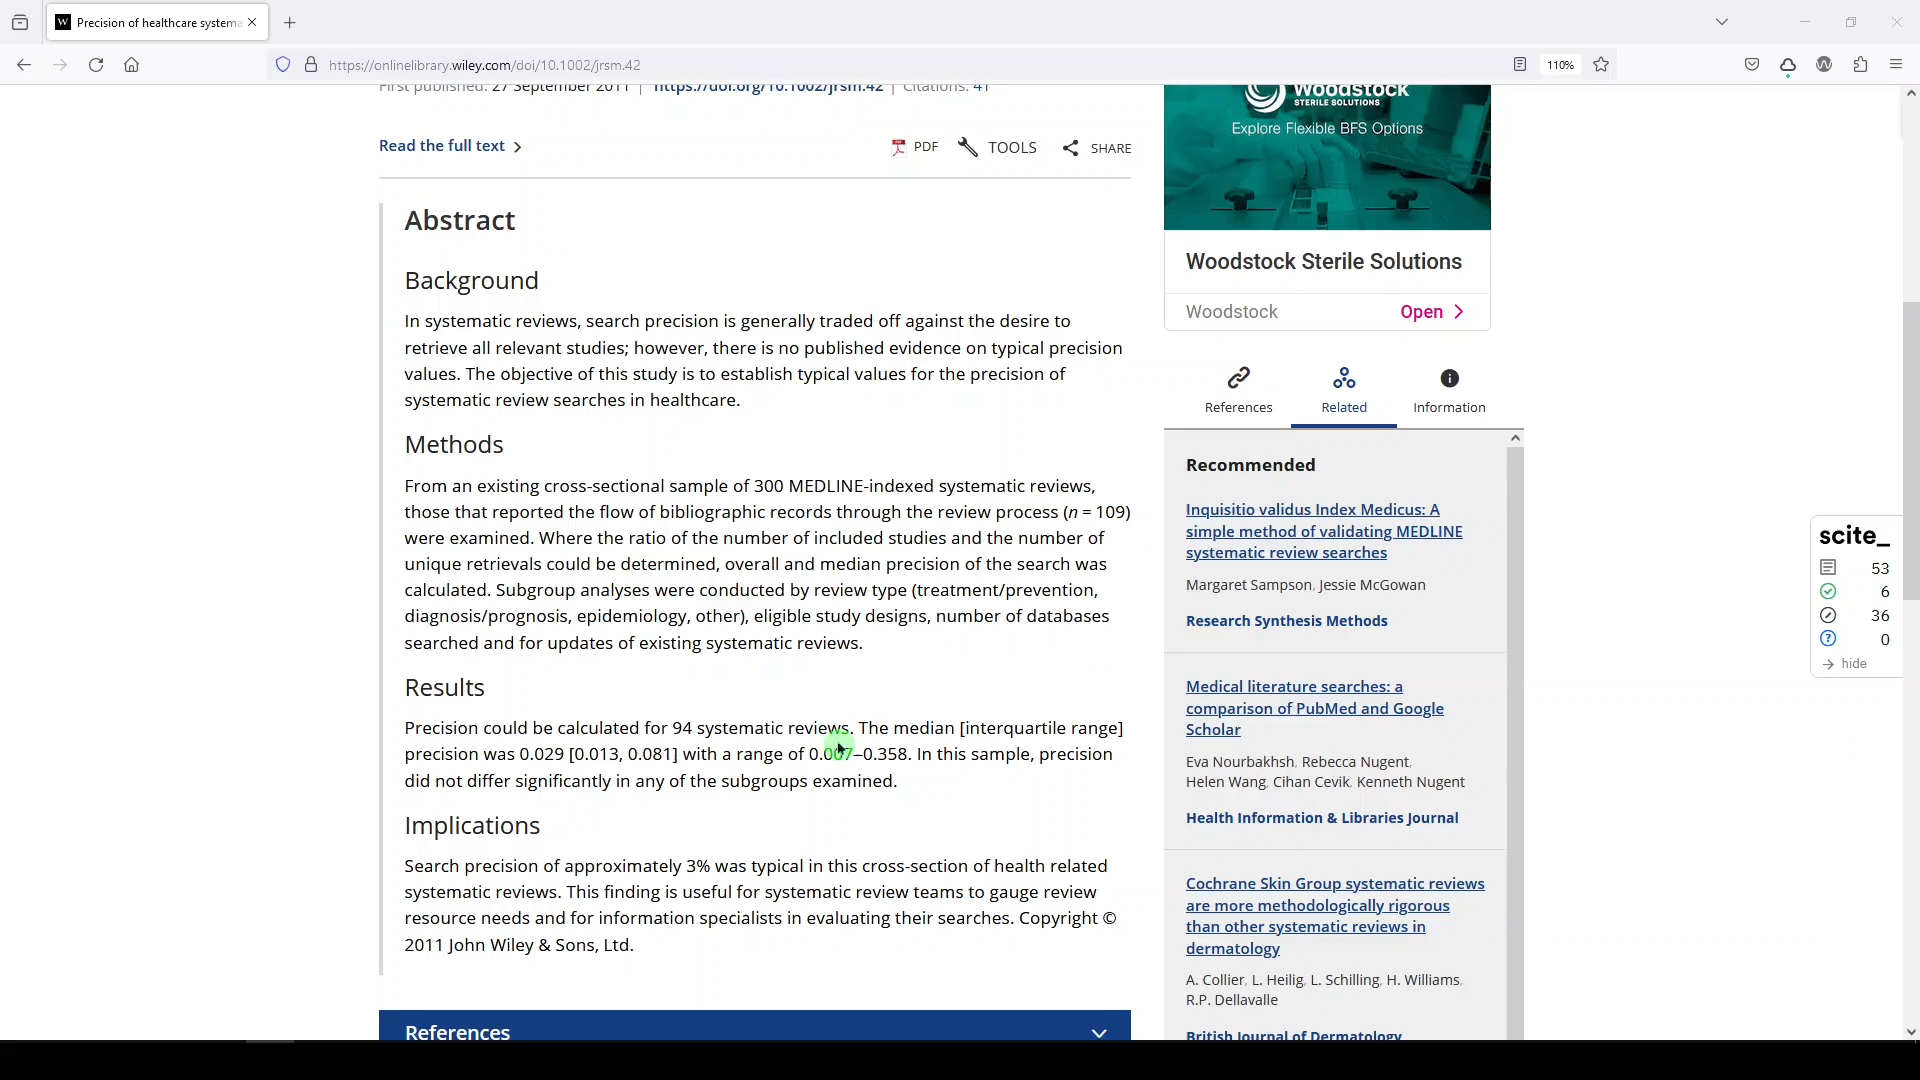 W Precision of healthcare systema
https://onlinelibrary.wiley.com/doi/10.1002/jrsm.42
110%
First published: 27 September 2011 | https://doi.org/10.1002/jrsm.42 | Citations: 41
Read the full text
PDF
TOOLS
SHARE
Abstract
Background
In systematic reviews, search precision is generally traded off against the desire to
retrieve all relevant studies; however, there is no published evidence on typical precision
values. The objective of this study is to establish typical values for the precision of
systematic review searches in healthcare.
Methods
From an existing cross-sectional sample of 300 MEDLINE-indexed systematic reviews,
those that reported the flow of bibliographic records through the review process (n = 109)
were examined. Where the ratio of the number of included studies and the number of
unique retrievals could be determined, overall and median precision of the search was
calculated. Subgroup analyses were conducted by review type (treatment/prevention,
diagnosis/prognosis, epidemiology, other), eligible study designs, number of databases
searched and for updates of existing systematic reviews.
Results
Precision could be calculated for 94 systematic reviews. The median [interquartile range]
precision was 0.029 [0.013, 0.081] with a range of 0.007–0.358. In this sample, precision
did not differ significantly in any of the subgroups examined.
Implications
Search precision of approximately 3% was typical in this cross-section of health related
systematic reviews. This finding is useful for systematic review teams to gauge review
resource needs and for information specialists in evaluating their searches. Copyright ©
2011 John Wiley & Sons, Ltd.
References
Woodstock
STERILE SOLUTIONS
Explore Flexible BFS Options
Woodstock Sterile Solutions
Woodstock
Open
References
Related
Information
Recommended
Inquisitio validus Index Medicus: A
simple method of validating MEDLINE
systematic review searches
Margaret Sampson, Jessie McGowan
Research Synthesis Methods
Medical literature searches: a
comparison of PubMed and Google
Scholar
Eva Nourbakhsh, Rebecca Nugent,
Helen Wang, Cihan Cevik, Kenneth Nugent
Health Information & Libraries Journal
Cochrane Skin Group systematic reviews
are more methodologically rigorous
than other systematic reviews in
dermatology
A. Collier, L. Heilig, L. Schilling, H. Williams,
R.P. Dellavalle
British Journal of Dermatology
scite_
53
6
36
0
hide